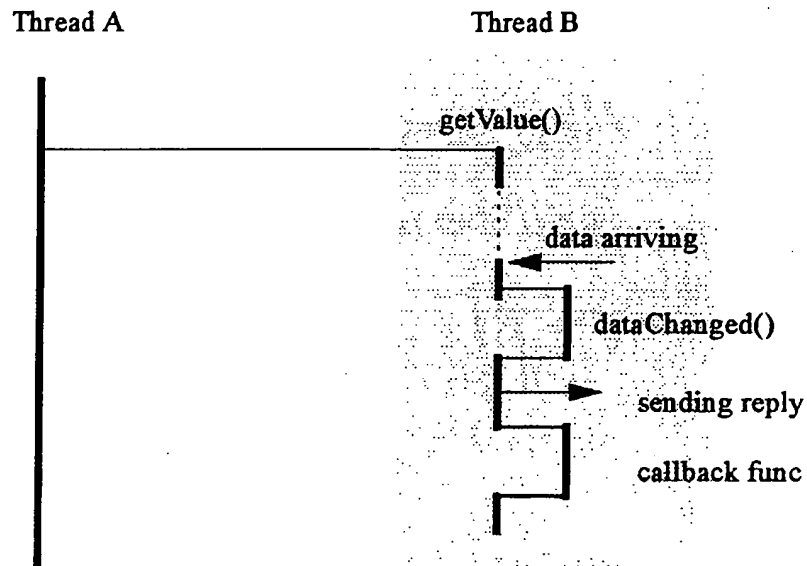 Thread A
Thread B
getValue()
data arriving
dataChanged()
sending reply
callback func